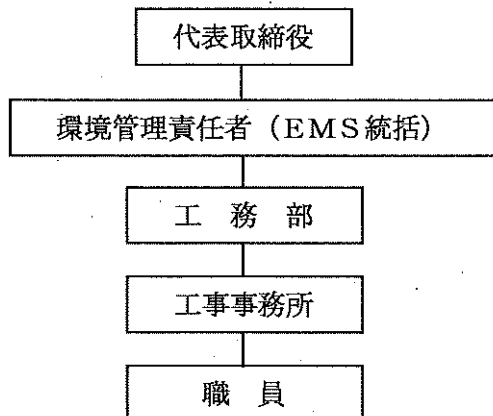 代表取締役
環境管理責任者（ＥＭＳ統括）
工　務　部
工事事務所
職　員